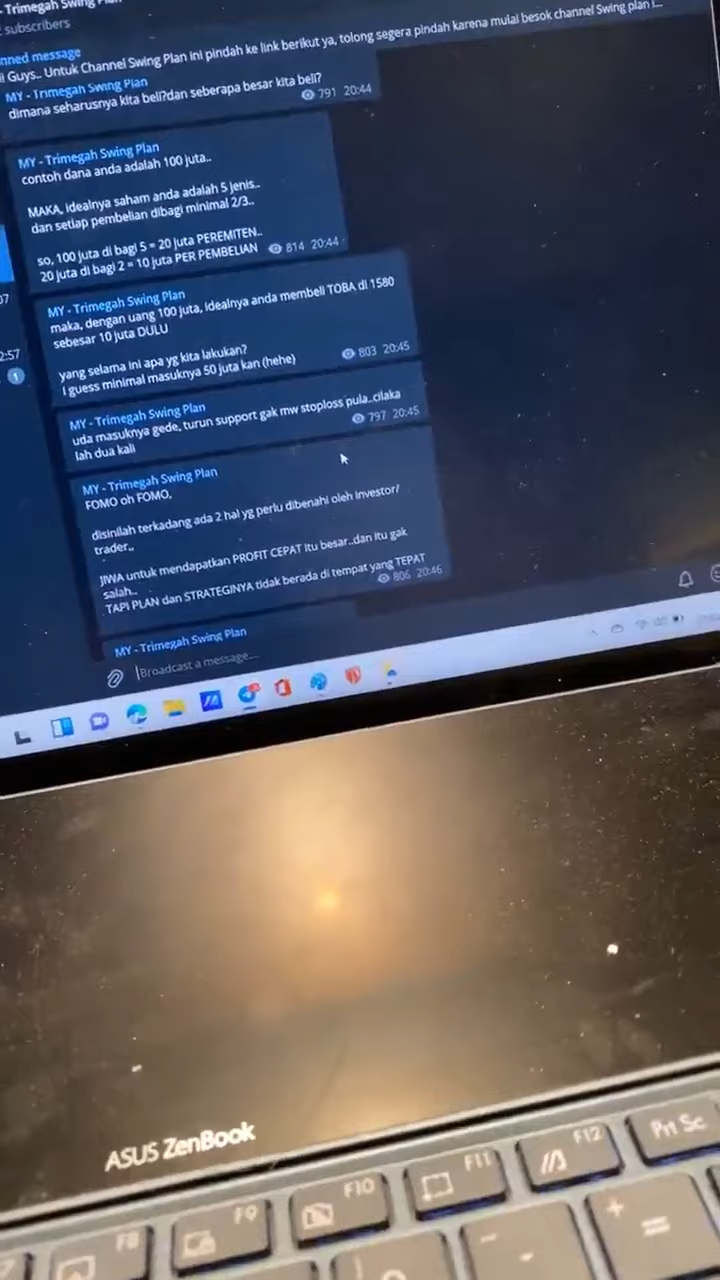 - Trimegah Swing
subscribers
nned message
Guys.. Untuk Channel Swing Plan ini pindah ke link berikut ya, tolong segera pindah karena mulai besok channel Swing plan i...
MY - Trimegah Swing Plan
dimana seharusnya kita beli?dan seberapa besar kita beli?
791 20:44
MY - Trimegah Swing Plan
contoh dana anda adalah 100 juta..
MAKA, idealnya saham anda adalah 5 jenis..
dan setiap pembelian dibagi minimal 2/3..
so, 100 juta di bagi 5 = 20 juta PEREMITEN..
20 juta di bagi 2 = 10 juta PER PEMBELIAN
814 20:44
MY - Trimegah Swing Plan
maka, dengan uang 100 juta, idealnya anda membeli TOBA di 1580
sebesar 10 juta DULU
yang selama ini apa yg kita lakukan?
I guess minimal masuknya 50 juta kan (hehe)
803 20:45
MY - Trimegah Swing Plan
uda masuknya gede, turun support gak mw stoploss pula..cilaka
lah dua kali
797 20:45
MY - Trimegah Swing Plan
FOMO oh FOMO,
disinilah terkadang ada 2 hal yg perlu dibenahi oleh investor/
trader,,
JIWA untuk mendapatkan PROFIT CEPAT itu besar..dan itu gak
salah..
TAPI PLAN dan STRATEGINYA tidak berada di tempat yang TEPAT
806 20:46
MY - Trimegah Swing Plan
Broadcast a message...
07
2:57
1
ASUS ZenBook
F8
F9
F10
F11
F12
Prt Sc
+
=
-